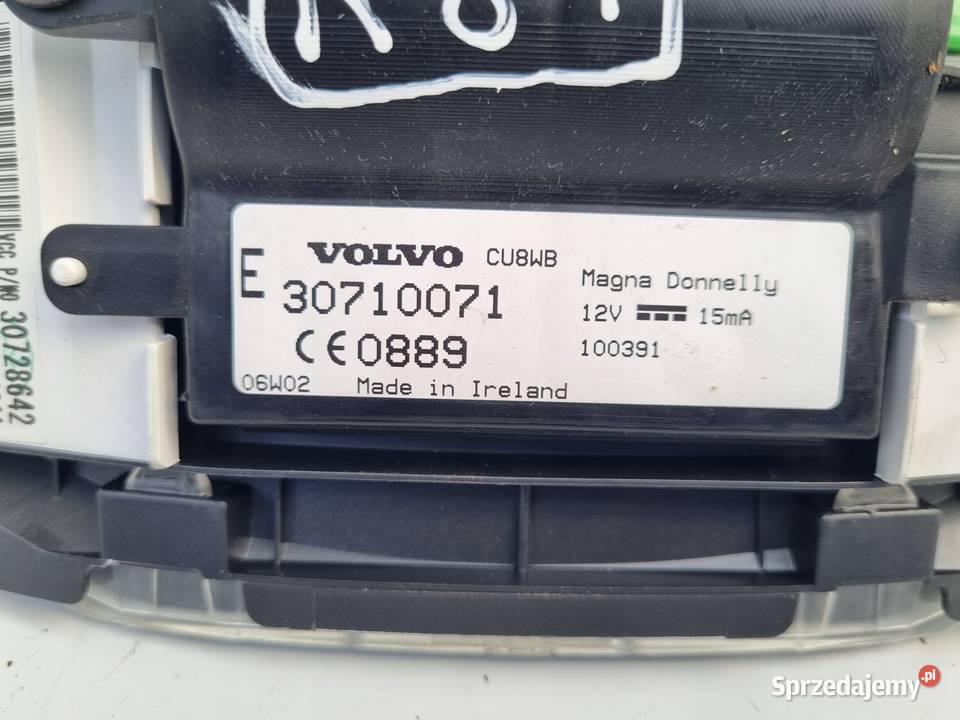 VOLVO CU8WB
E 30710071
CE0889
06W02 Made in Ireland
Magna Donnelly
12V 15mA
100391
VCC P/NO 30728642
Sprzedajemy.pl